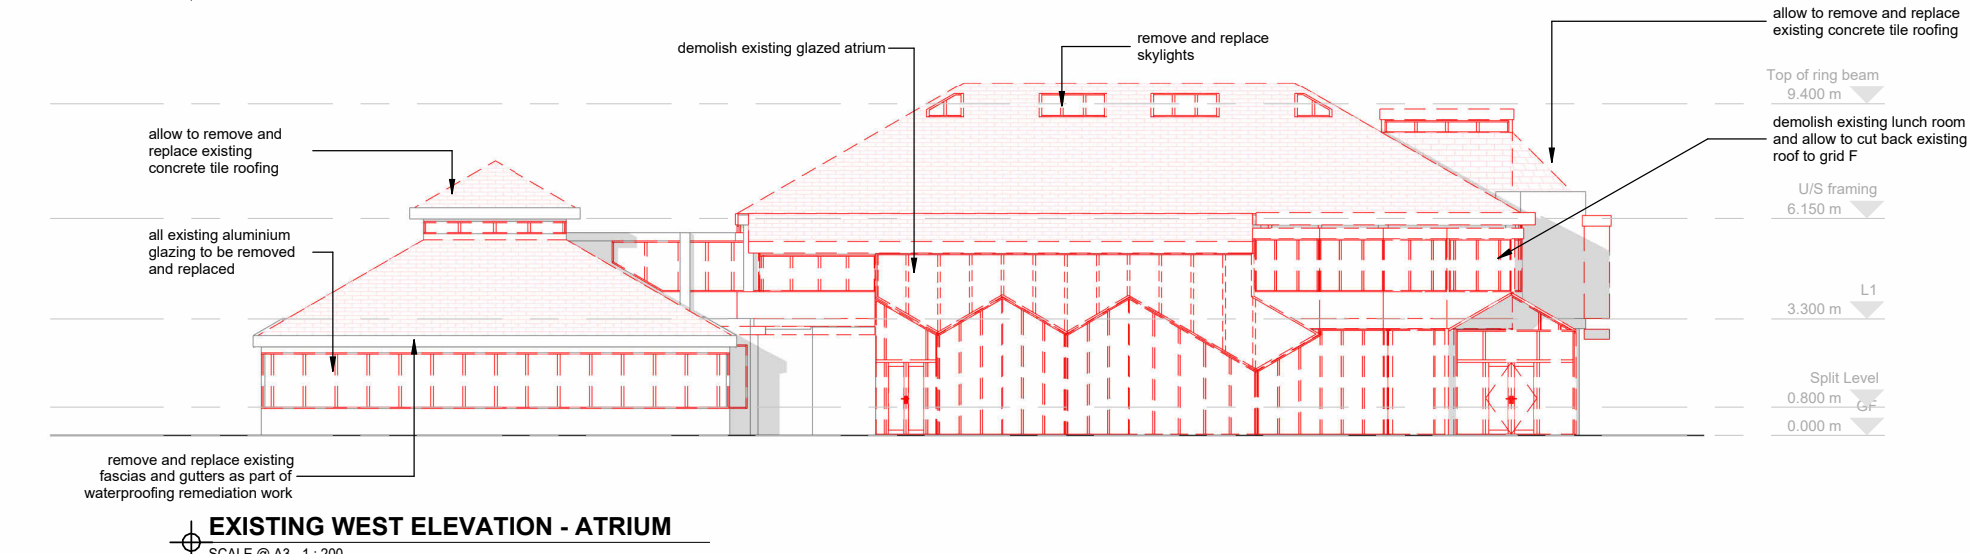 allow to remove and replace
existing concrete tile roofing
demolish existing glazed atrium
remove and replace
skylights
Top of ring beam
9.400 m
allow to remove and
replace existing
concrete tile roofing
demolish existing lunch room
and allow to cut back existing
roof to grid F
U/S framing
6.150 m
all existing aluminium
glazing to be removed
and replaced
L1
3.300 m
Split Level
0.800 m
GF
0.000 m
remove and replace existing
fascias and gutters as part of
waterproofing remediation work
EXISTING WEST ELEVATION - ATRIUM
SCALE @ A3 1 : 200